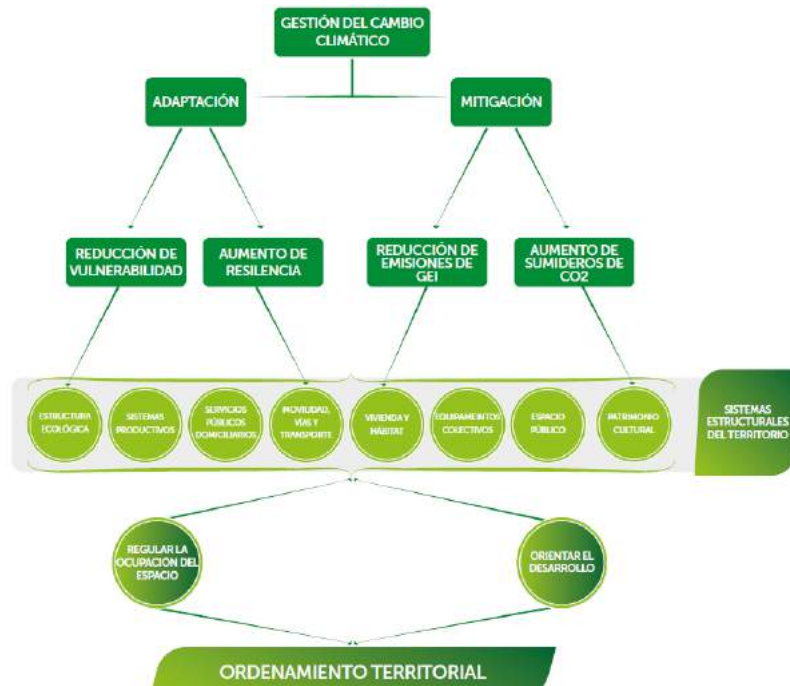 GESTIÓN DEL CAMBIO
CLIMÁTICO
ADAPTACIÓN
MITIGACIÓN
REDUCCIÓN DE
VULNERABILIDAD
AUMENTO DE
RESILENCIA
REDUCCIÓN DE
EMISIONES DE
GEI
AUMENTO DE
SUMIDEROS DE
CO2
ESTRUCTURA
ECOLÓGICA
SISTEMAS
PRODUCTIVOS
SERVICIOS
PÚBLICOS
DOMICILIARIOS
MOVILIDAD,
VÍAS Y
TRANSPORTE
VIVIENDA Y
HÁBITAT
EQUIPAMEINTOS
COLECTIVOS
ESPACIO
PÚBLICO
PATRIMONIO
CULTURAL
SISTEMAS
ESTRUCTURALES
DEL TERRITORIO
REGULAR LA
OCUPACIÓN DEL
ESPACIO
ORIENTAR EL
DESARROLLO
ORDENAMIENTO TERRITORIAL